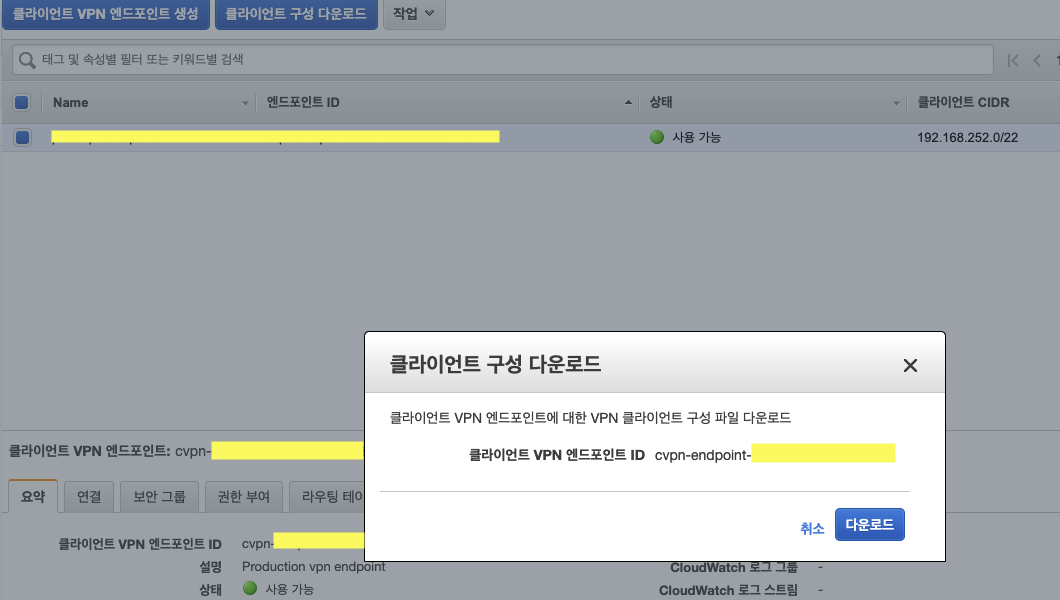 클라이언트 VPN 엔드포인트 생성 클라이언트 구성 다운로드 작업
태그 및 속성별 필터 또는 키워드별 검색
Name 엔드포인트 ID 상태 클라이언트 CIDR
사용 가능 192.168.252.0/22
클라이언트 구성 다운로드
클라이언트 VPN 엔드포인트에 대한 VPN 클라이언트 구성 파일 다운로드
클라이언트 VPN 엔드포인트 ID cvpn-endpoint-
취소 다운로드
클라이언트 VPN 엔드포인트: cvpn-
요약 연결 보안 그룹 권한 부여 라우팅
클라이언트 VPN 엔드포인트 ID cvpn-
설명 Production vpn endpoint CloudWatch 로그 그룹 -
상태 사용 가능 CloudWatch 로그 스트림 -